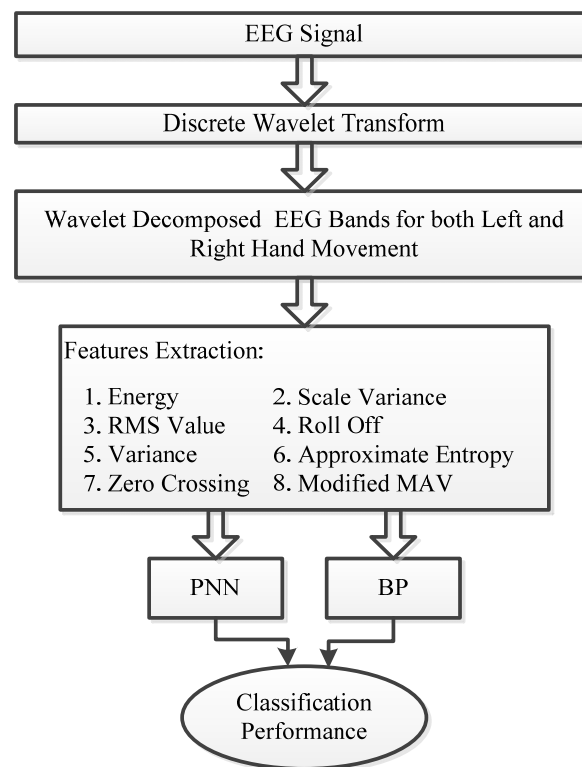 EEG Signal
Discrete Wavelet Transform
Wavelet Decomposed EEG Bands for both Left and
Right Hand Movement
Features Extraction:
1. Energy 2. Scale Variance
3. RMS Value 4. Roll Off
5. Variance 6. Approximate Entropy
7. Zero Crossing 8. Modified MAV
PNN BP
Classification
Performance